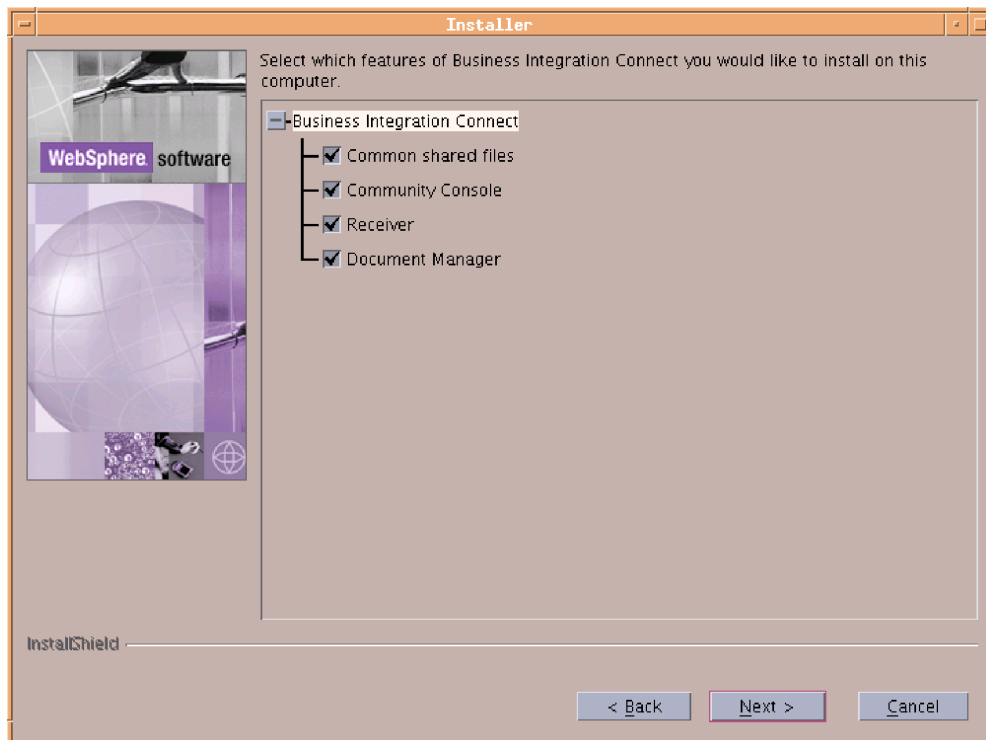 Installer
Select which features of Business Integration Connect you would like to install on this
computer.
Business Integration Connect
Common shared files
Community Console
Receiver
Document Manager
WebSphere. software
InstallShield
< Back
Next >
Cancel